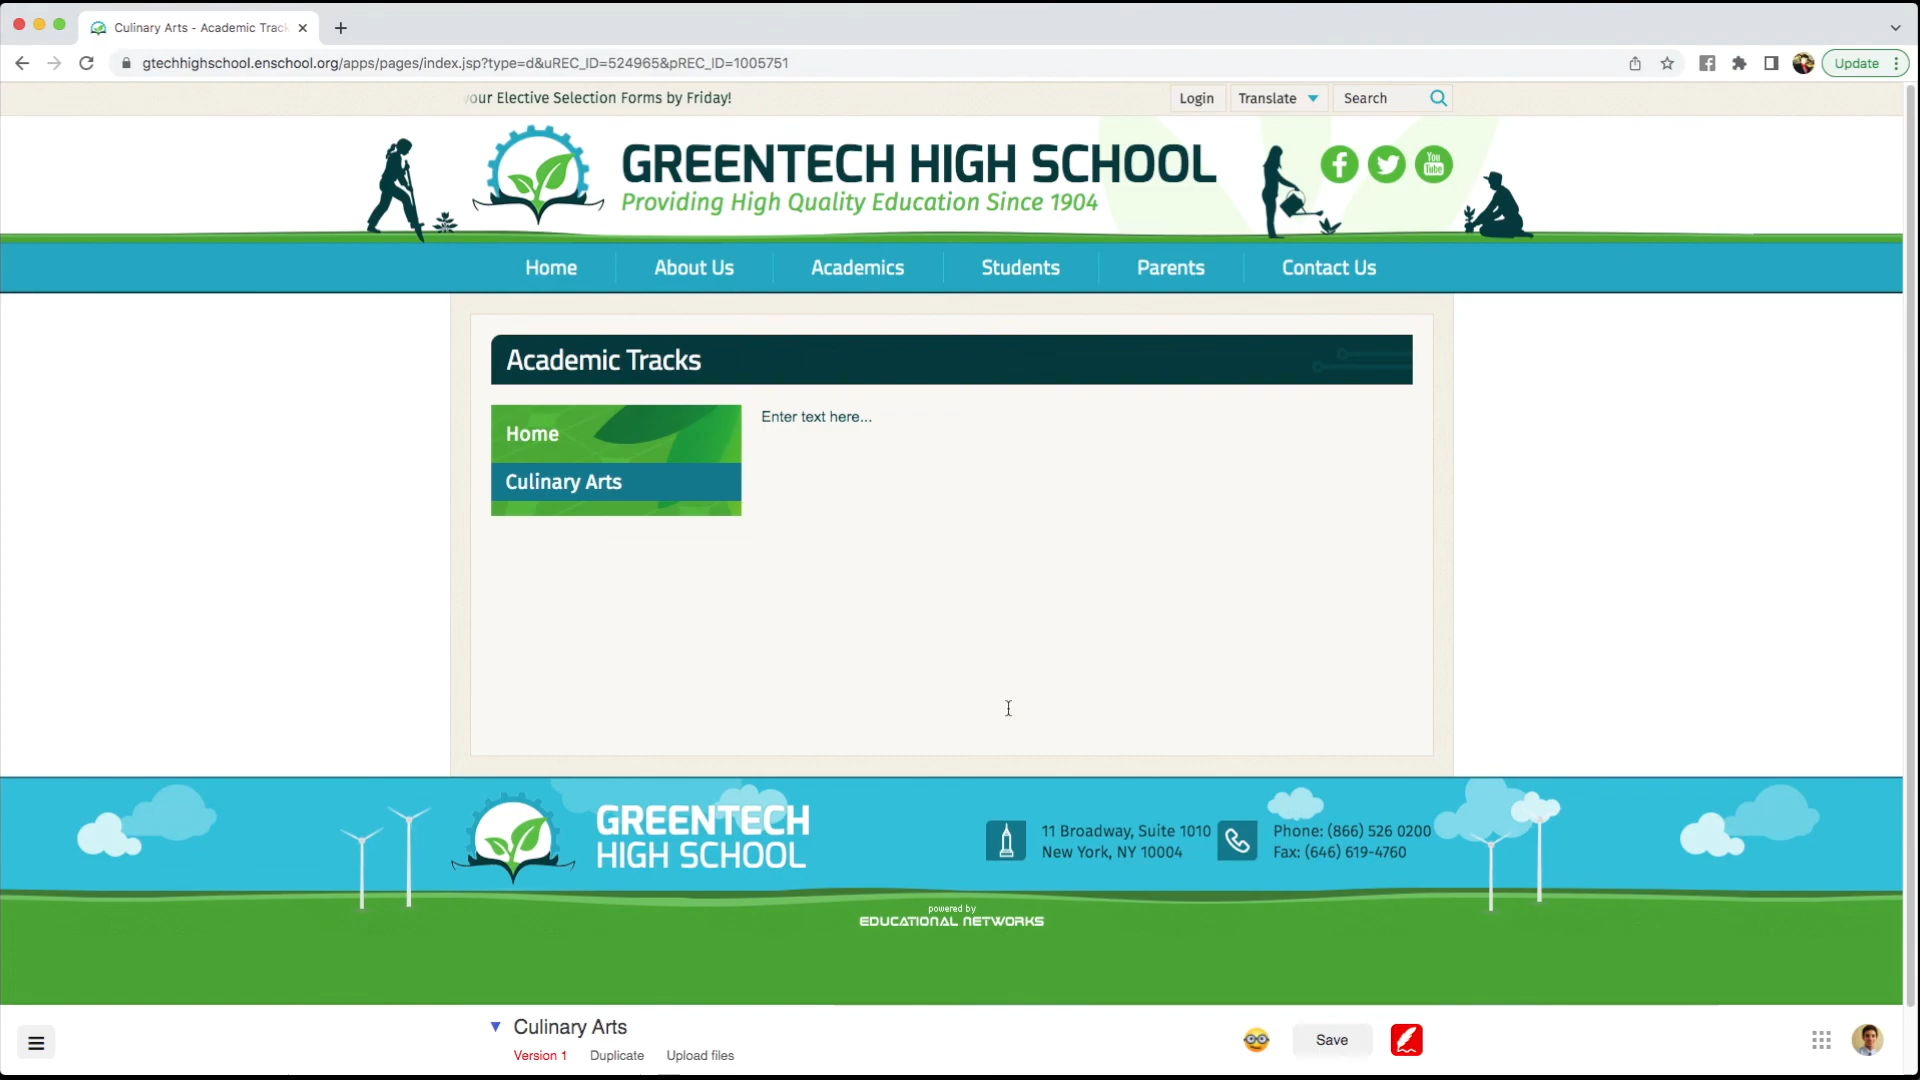 Culinary Arts - Academic Track
gtechhighschool.enschool.org/apps/pages/index.jsp?type=d&uREC_ID=524965&pREC_ID=1005751
Update
our Elective Selection Forms by Friday!
Login
Translate
Search
GREENTECH HIGH SCHOOL
Providing High Quality Education Since 1904
You
Tube
Home
About Us
Academics
Students
Parents
Contact Us
Academic Tracks
Home
Culinary Arts
Enter text here...
GREENTECH
HIGH SCHOOL
11 Broadway, Suite 1010
New York, NY 10004
Phone: (866) 526 0200
Fax: (646) 619-4760
powered by
EDUCATIONAL NETWORKS
Culinary Arts
Version 1
Duplicate
Upload files
Save